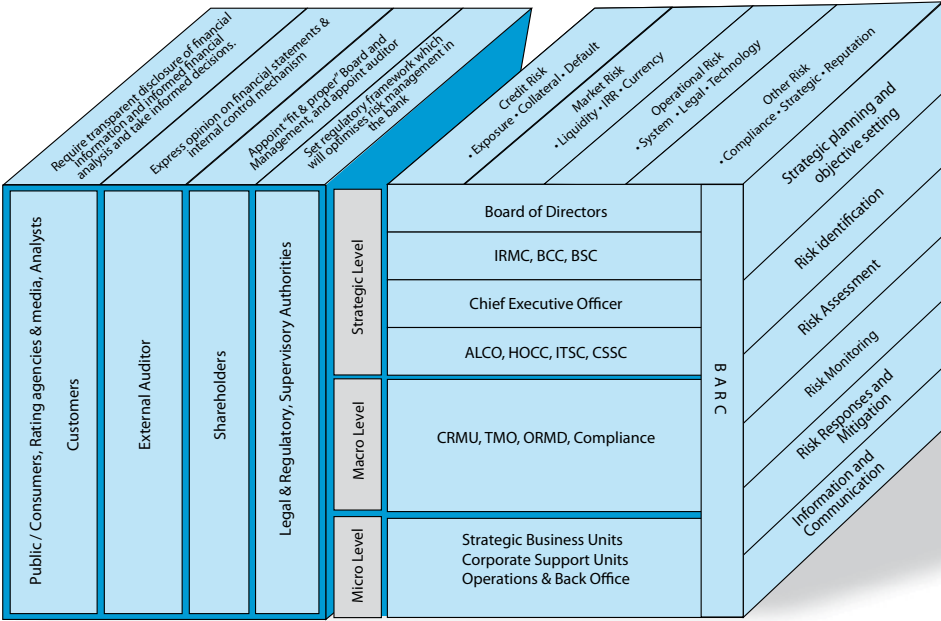 Require transparent disclosure of financial
information and informed financial
analysis and take informed decisions.
Express opinion on financial statements &
internal control mechanism
Appoint “fit & proper” Board and
Management, and appoint auditor
Set regulatory framework which
will optimises risk management in
the bank
Credit Risk
• Exposure • Collateral • Default
Market Risk
• Liquidity • IRR • Currency
Operational Risk
• System • Legal • Technology
Other Risk
• Compliance • Strategic • Reputation
Public / Consumers, Rating agencies & media, Analysts
Customers
External Auditor
Shareholders
Legal & Regulatory, Supervisory Authorities
Strategic Level
Macro Level
Micro Level
Board of Directors
IRMC, BCC, BSC
Chief Executive Officer
ALCO, HOCC, ITSC, CSSC
CRMU, TMO, ORMD, Compliance
Strategic Business Units
Corporate Support Units
Operations & Back Office
BARC
Strategic planning and
objective setting
Risk identification
Risk Assessment
Risk Monitoring
Risk Responses and
Mitigation
Information and
Communication